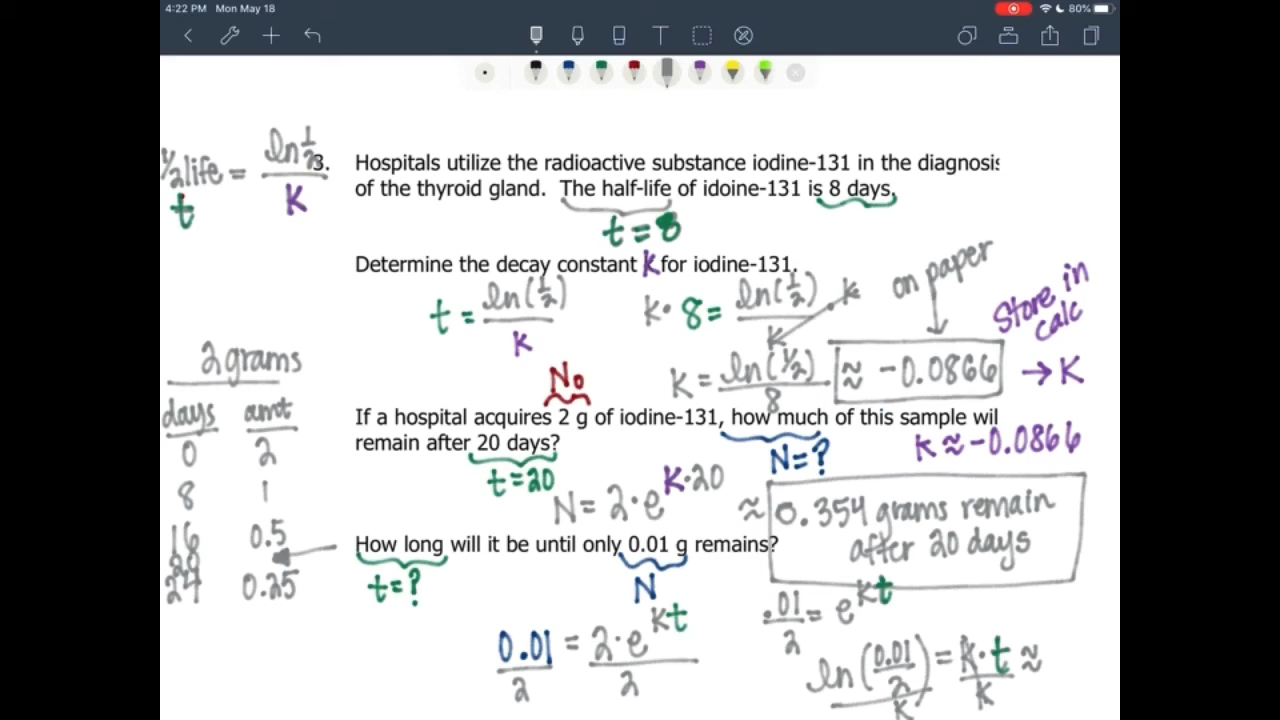 4:22 PM Mon May 18
80%
½ life = ln ½ / K
t
3. Hospitals utilize the radioactive substance iodine-131 in the diagnosis
of the thyroid gland. The half-life of idoine-131 is 8 days.
t = 8
Determine the decay constant K for iodine-131.
t = ln(½) / K
K · 8 = ln(½) / K · K
on paper
Store in calc
K = ln(½) / 8 ≈ -0.0866 → K
No
If a hospital acquires 2 g of iodine-131, how much of this sample wil
remain after 20 days?
K ≈ -0.0866
t = 20
N = ?
N = 2 · e^K·20 ≈ 0.354 grams remain
after 20 days
2 grams
days amt
0 2
8 1
16 0.5
20
24 0.25
How long will it be until only 0.01 g remains?
t = ?
N
0.01 / 2 = 2 · e^kt / 2
.01 / 2 = e^kt
ln(0.01 / 2) / K = K · t / K ≈